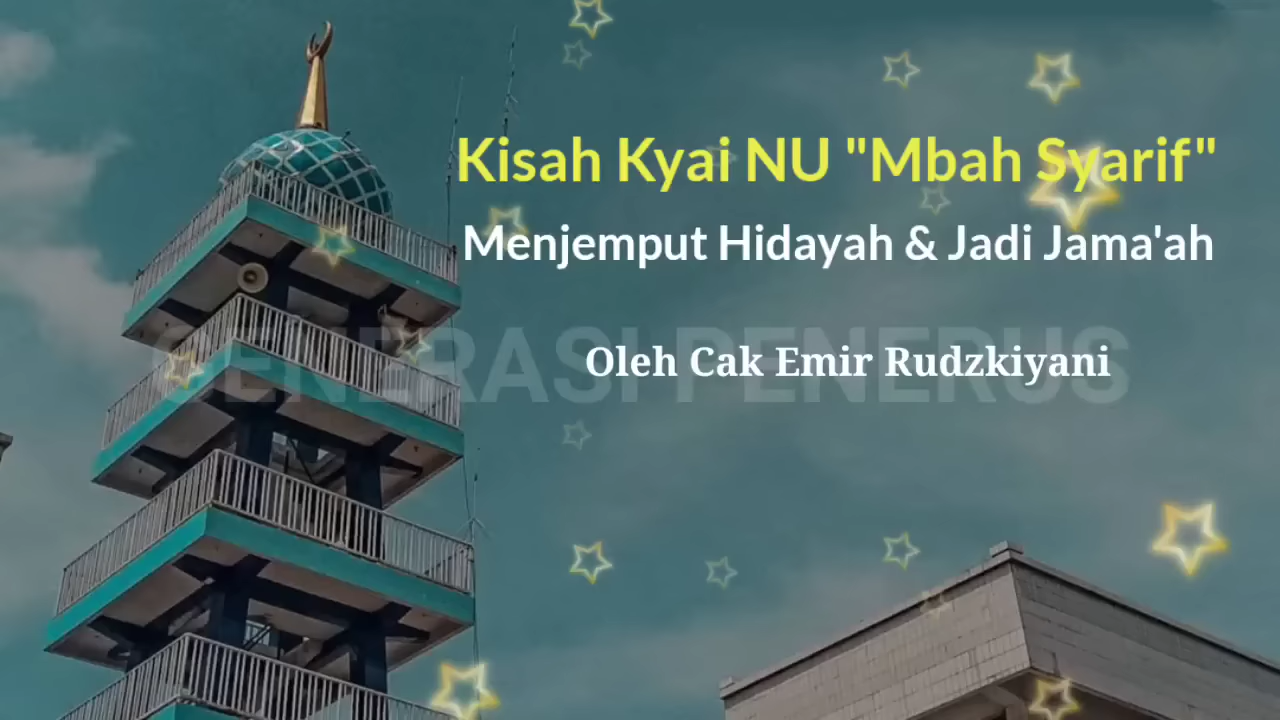 Kisah Kyai NU "Mbah Syarif"
Menjemput Hidayah & Jadi Jama'ah
GENERASI PENERUS
Oleh Cak Emir Rudzkiyani